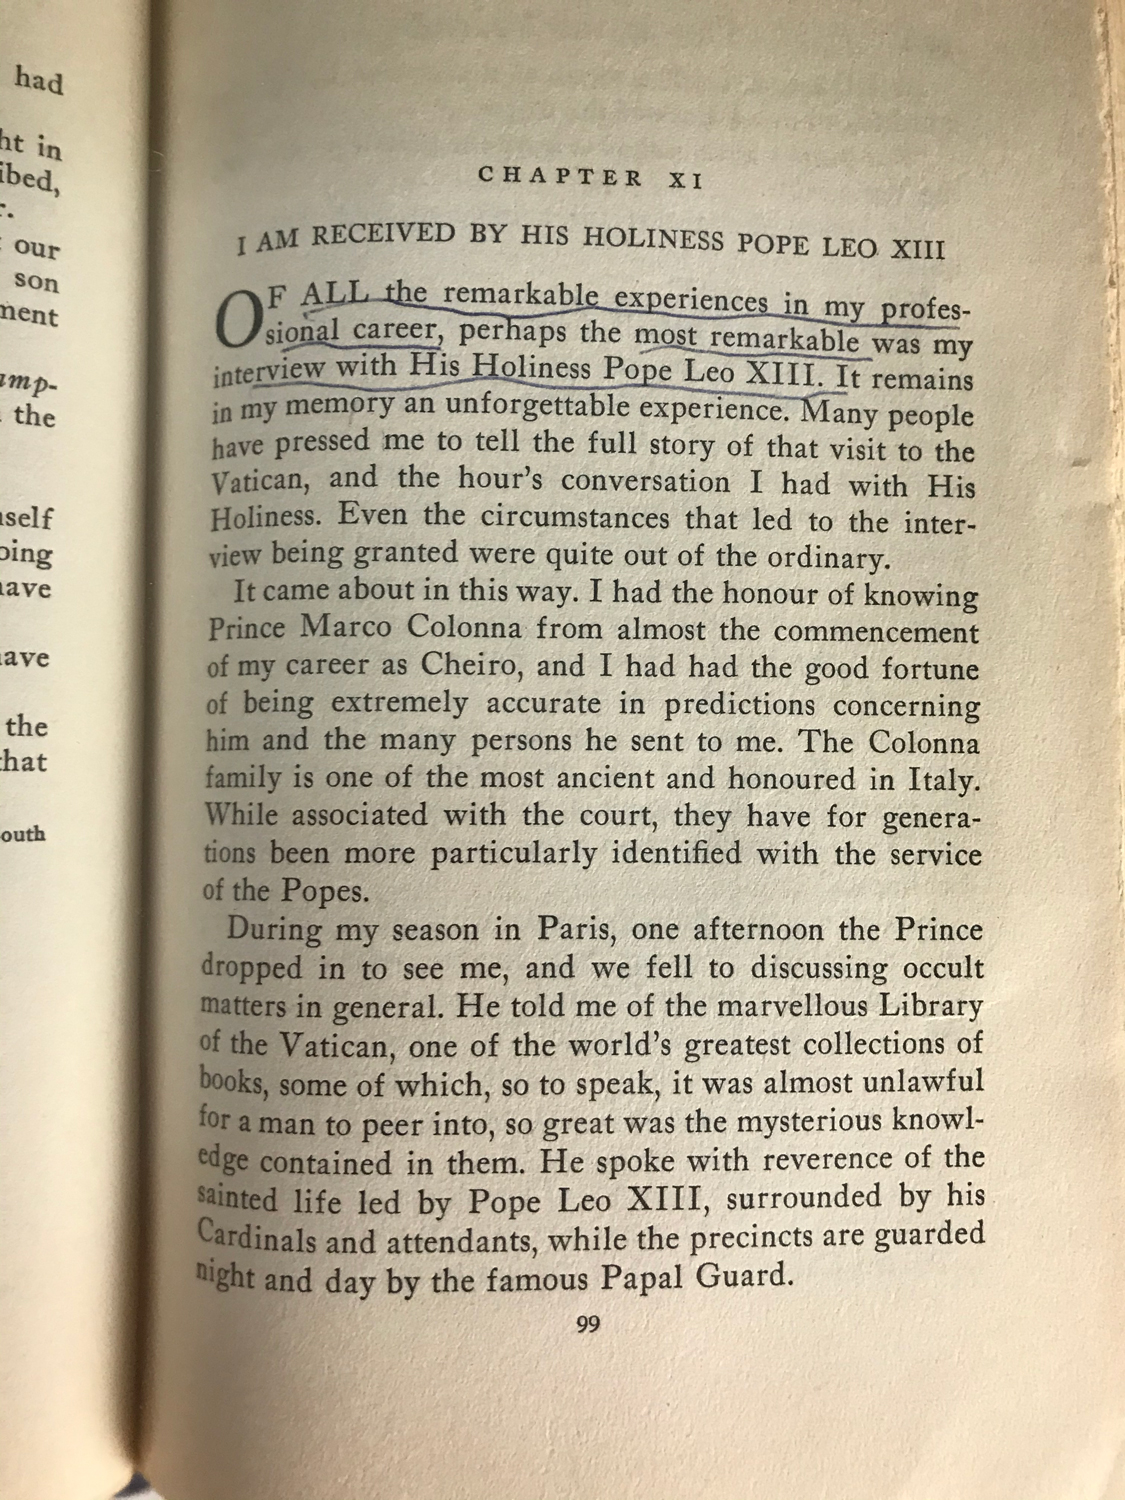 had
in
our
son
the
the
CHAPTER XI
I AM RECEIVED BY HIS HOLINESS POPE LEO XIII
OF ALL the remarkable experiences in my profes-
sional career, perhaps the most remarkable was my
interview with His Holiness Pope Leo XIII. It remains
in my memory an unforgettable experience. Many people
have pressed me to tell the full story of that visit to the
Vatican, and the hour's conversation I had with His
Holiness. Even the circumstances that led to the inter-
view being granted were quite out of the ordinary.
It came about in this way. I had the honour of knowing
Prince Marco Colonna from almost the commencement
of my career as Cheiro, and I had had the good fortune
of being extremely accurate in predictions concerning
him and the many persons he sent to me. The Colonna
family is one of the most ancient and honoured in Italy.
While associated with the court, they have for genera-
tions been more particularly identified with the service
of the Popes.
During my season in Paris, one afternoon the Prince
dropped in to see me, and we fell to discussing occult
matters in general. He told me of the marvellous Library
of the Vatican, one of the world's greatest collections of
books, some of which, so to speak, it was almost unlawful
for a man to peer into, so great was the mysterious knowl-
edge contained in them. He spoke with reverence of the
sainted life led by Pope Leo XIII, surrounded by his
Cardinals and attendants, while the precincts are guarded
night and day by the famous Papal Guard.
99